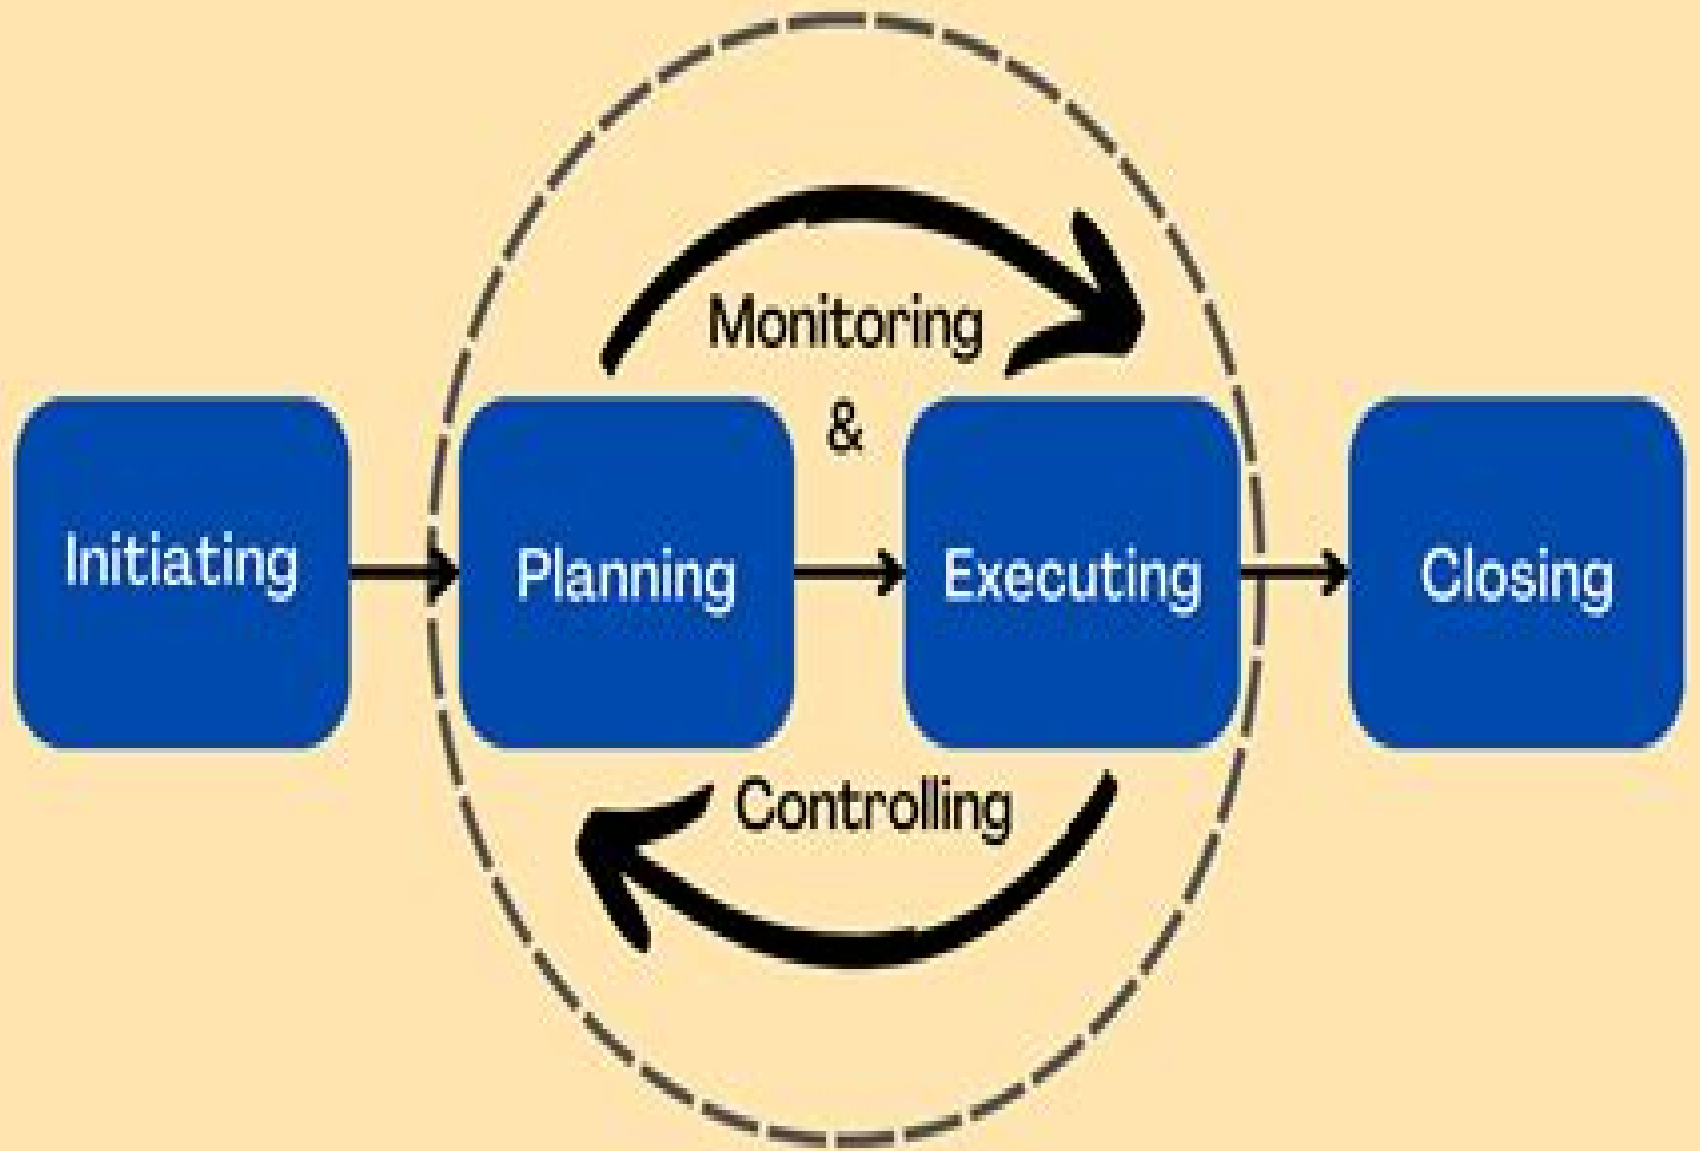 Monitoring
&
Initiating
Planning
Executing
Closing
Controlling